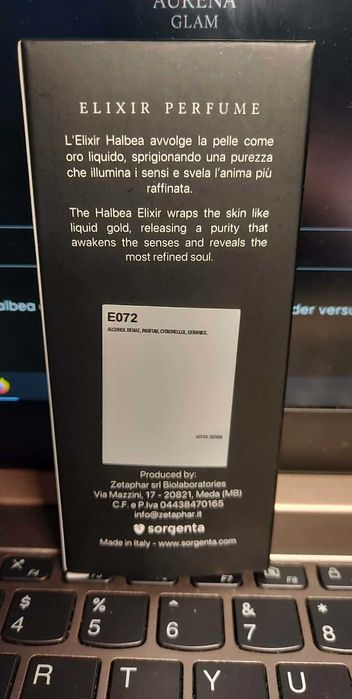 AURENA
GLAM
ELIXIR PERFUME
L'Elixir Halbea avvolge la pelle come
oro liquido, sprigionando una purezza
che illumina i sensi e svela l'anima più
raffinata.
The Halbea Elixir wraps the skin like
liquid gold, releasing a purity that
awakens the senses and reveals the
most refined soul.
E072
ALCOHOL DENAT., PARFUM, CITRONELLOL, GERANIOL.
Produced by:
Zetaphar srl Biolaboratories
Via Mazzini, 17 - 20821, Meda (MB)
C.F. e P.Iva 04438470165
info@zetaphar.it
sorgenta
Made in Italy - www.sorgenta.com
F4
F7
F8
$ % ^ & *
4 5 6 7 8
R T Y U